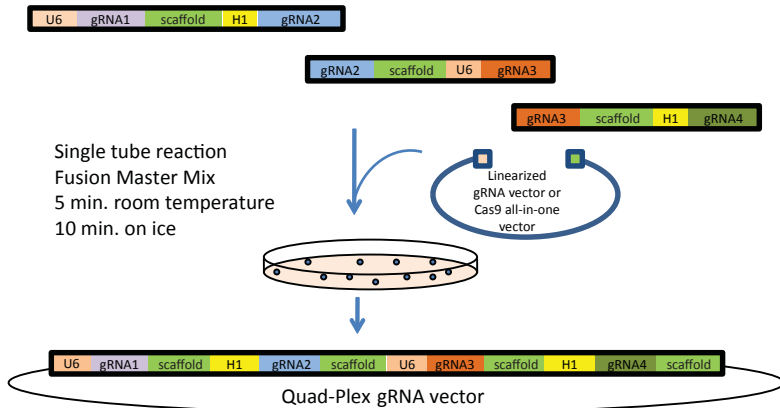 U6 gRNA1 scaffold H1 gRNA2
gRNA2 scaffold U6 gRNA3
gRNA3 scaffold H1 gRNA4
Single tube reaction
Fusion Master Mix
5 min. room temperature
10 min. on ice
Linearized
gRNA vector or
Cas9 all-in-one
vector
U6 gRNA1 scaffold H1 gRNA2 scaffold U6 gRNA3 scaffold H1 gRNA4 scaffold
Quad-Plex gRNA vector